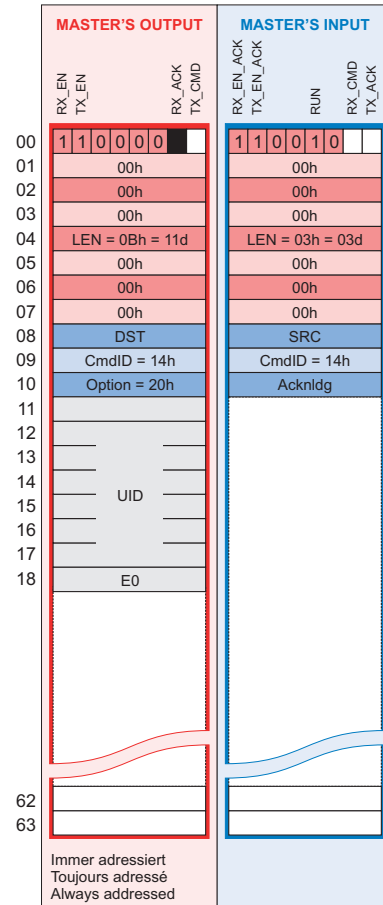 MASTER'S OUTPUT MASTER'S INPUT
RX_EN TX_EN RX_ACK TX_CMD RX_EN_ACK TX_EN_ACK RUN RX_CMD TX_ACK
00 1 1 0 0 0 0 1 1 0 0 1 0
01 00h 00h
02 00h 00h
03 00h 00h
04 LEN = 0Bh = 11d LEN = 03h = 03d
05 00h 00h
06 00h 00h
07 00h 00h
08 DST SRC
09 CmdID = 14h CmdID = 14h
10 Option = 20h Acknldg
11
12
13
14
UID
15
16
17
18 E0
62
63
Immer adressiert
Toujours adressé
Always addressed